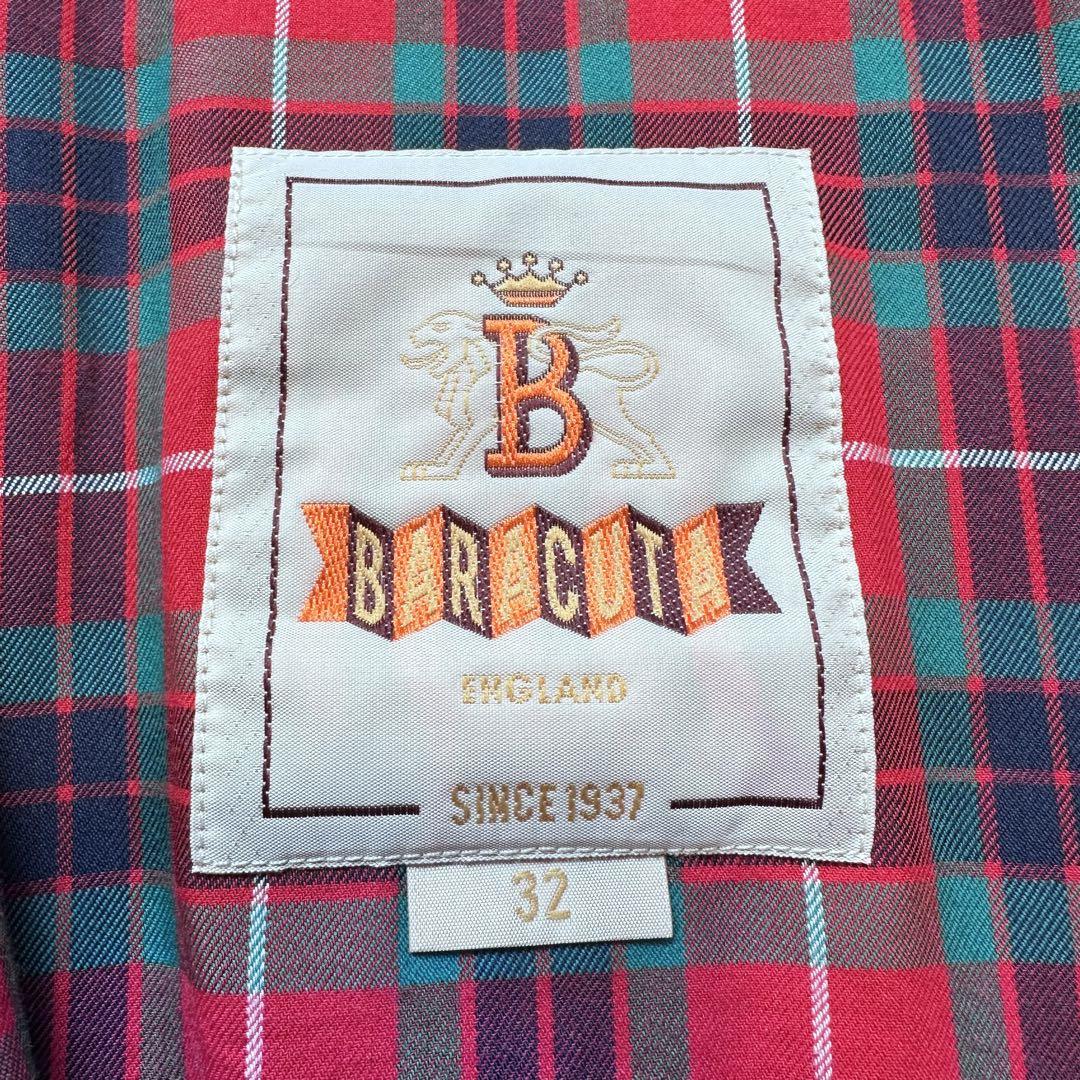 B
BARACUTA
ENGLAND
SINCE 1937
32